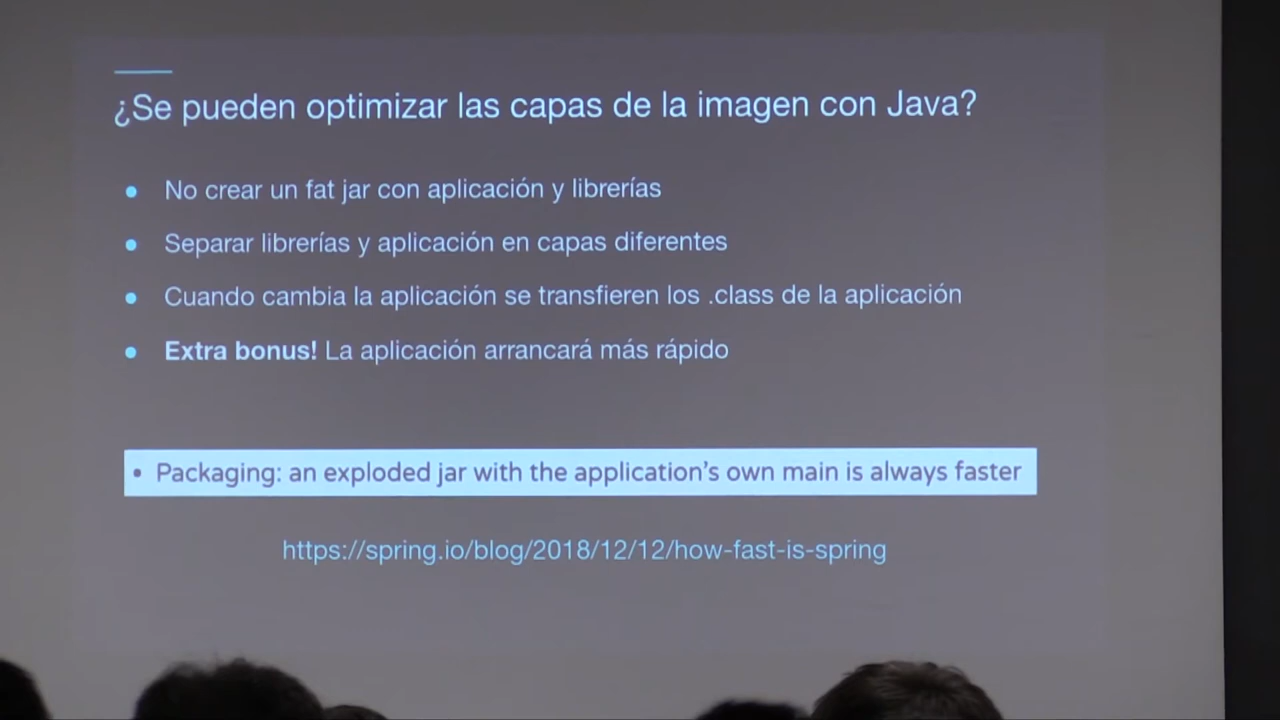 ¿Se pueden optimizar las capas de la imagen con Java?
● No crear un fat jar con aplicación y librerías
● Separar librerías y aplicación en capas diferentes
● Cuando cambia la aplicación se transfieren los .class de la aplicación
● Extra bonus! La aplicación arrancará más rápido
• Packaging: an exploded jar with the application's own main is always faster
https://spring.io/blog/2018/12/12/how-fast-is-spring